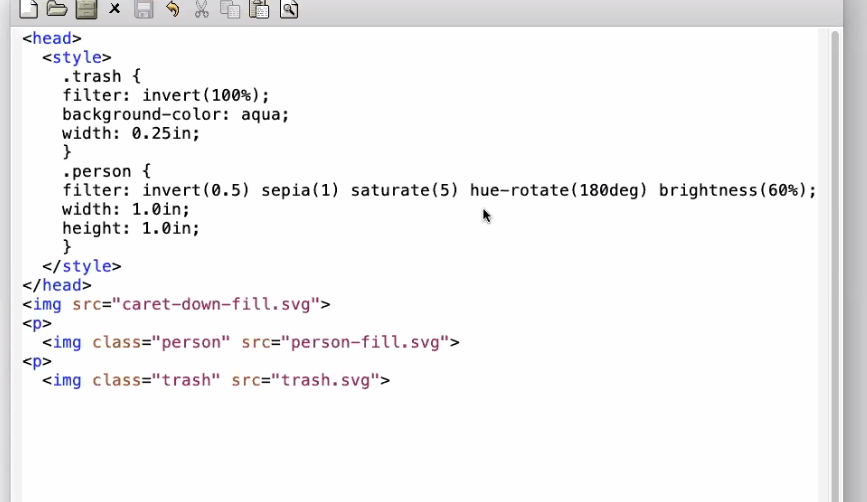 <head>
<style>
.trash {
filter: invert(100%);
background-color: aqua;
width: 0.25in;
}
.person {
filter: invert(0.5) sepia(1) saturate(5) hue-rotate(180deg) brightness(60%);
width: 1.0in;
height: 1.0in;
}
</style>
</head>
<img src="caret-down-fill.svg">
<p>
<img class="person" src="person-fill.svg">
<p>
<img class="trash" src="trash.svg">